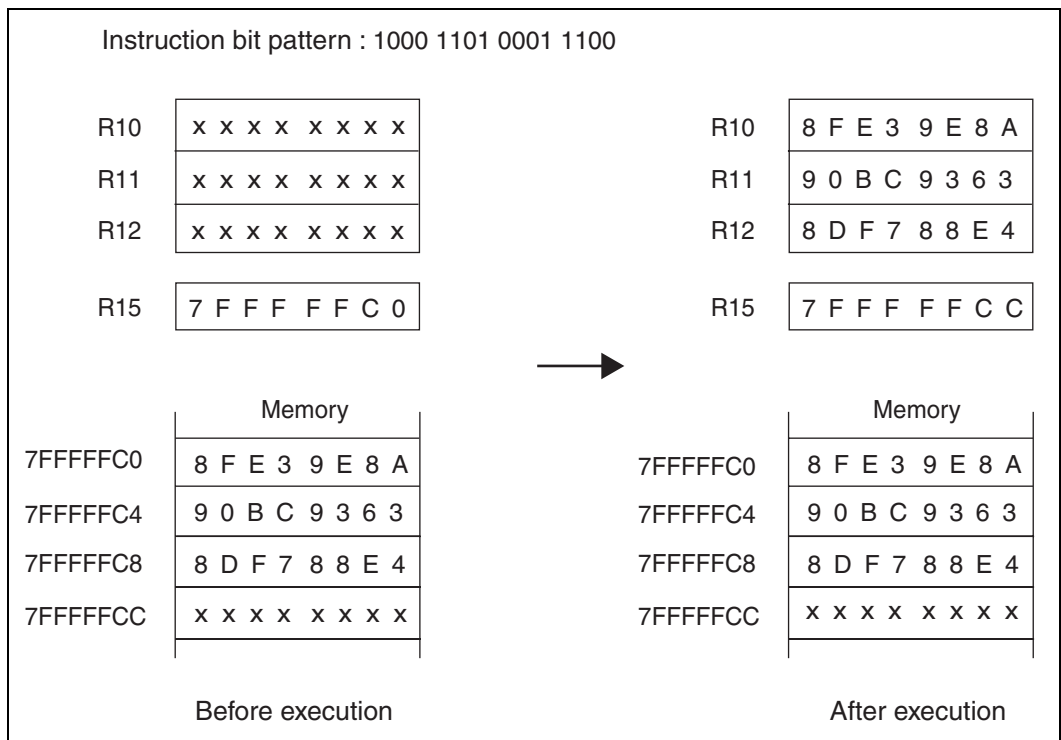 Instruction bit pattern : 1000 1101 0001 1100
R10 x x x x x x x x
R11 x x x x x x x x
R12 x x x x x x x x
R15 7 F F F F F C 0
Memory
7FFFFFC0 8 F E 3 9 E 8 A
7FFFFFC4 9 0 B C 9 3 6 3
7FFFFFC8 8 D F 7 8 8 E 4
7FFFFFCC x x x x x x x x
Before execution
R10 8 F E 3 9 E 8 A
R11 9 0 B C 9 3 6 3
R12 8 D F 7 8 8 E 4
R15 7 F F F F F C C
Memory
7FFFFFC0 8 F E 3 9 E 8 A
7FFFFFC4 9 0 B C 9 3 6 3
7FFFFFC8 8 D F 7 8 8 E 4
7FFFFFCC x x x x x x x x
After execution